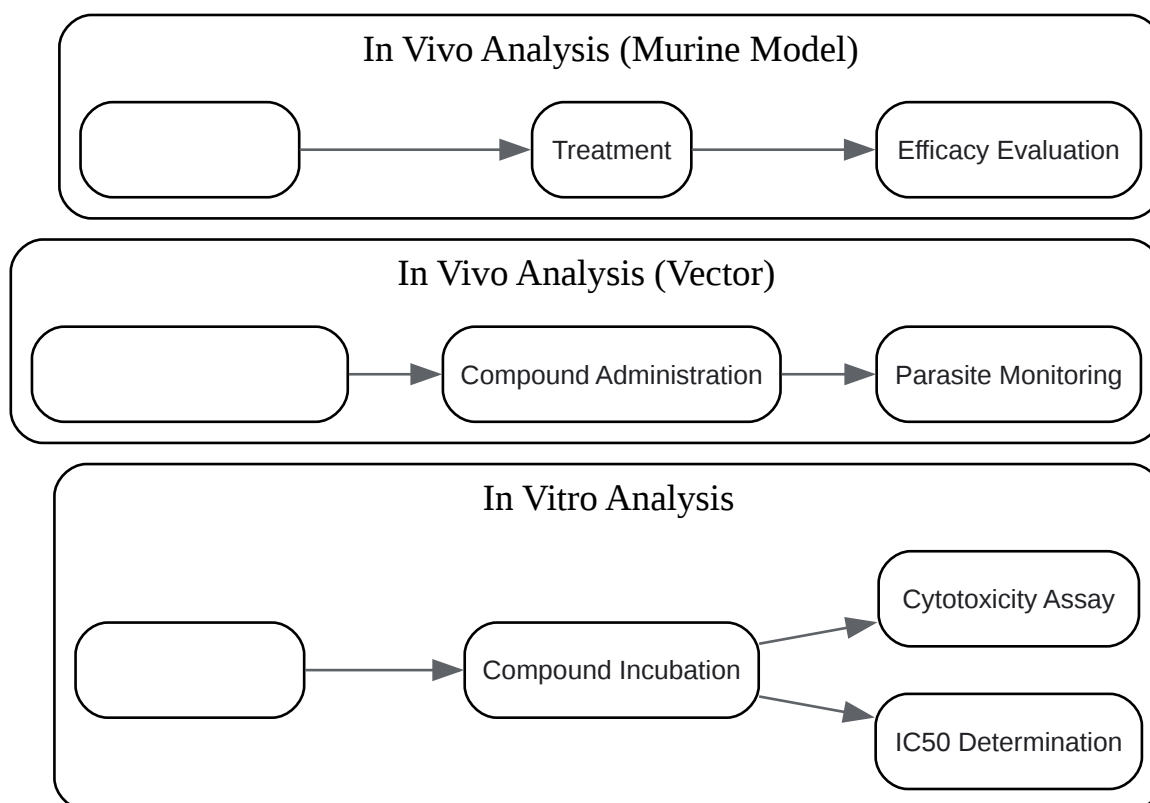 In Vivo Analysis (Murine Model)
Treatment
Efficacy Evaluation
In Vivo Analysis (Vector)
Compound Administration
Parasite Monitoring
In Vitro Analysis
Cytotoxicity Assay
Compound Incubation
IC50 Determination